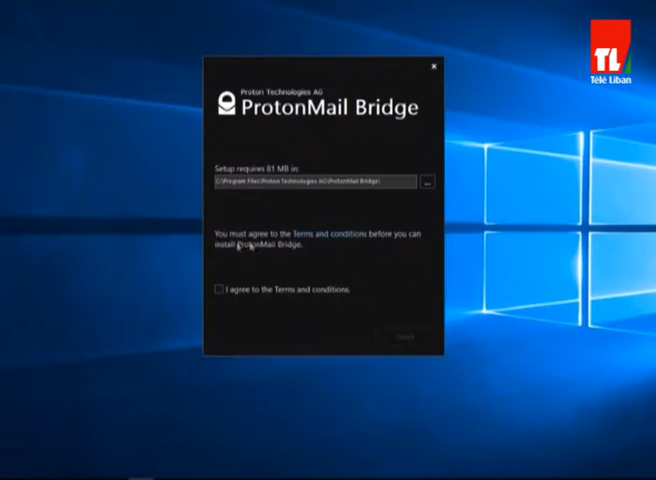 TL
Télé Liban
Proton Technologies AG
ProtonMail Bridge
Setup requires 81 MB in:
C:\Program Files\Proton Technologies AG\ProtonMail Bridge\
...
You must agree to the Terms and conditions before you can
install ProtonMail Bridge.
I agree to the Terms and conditions.